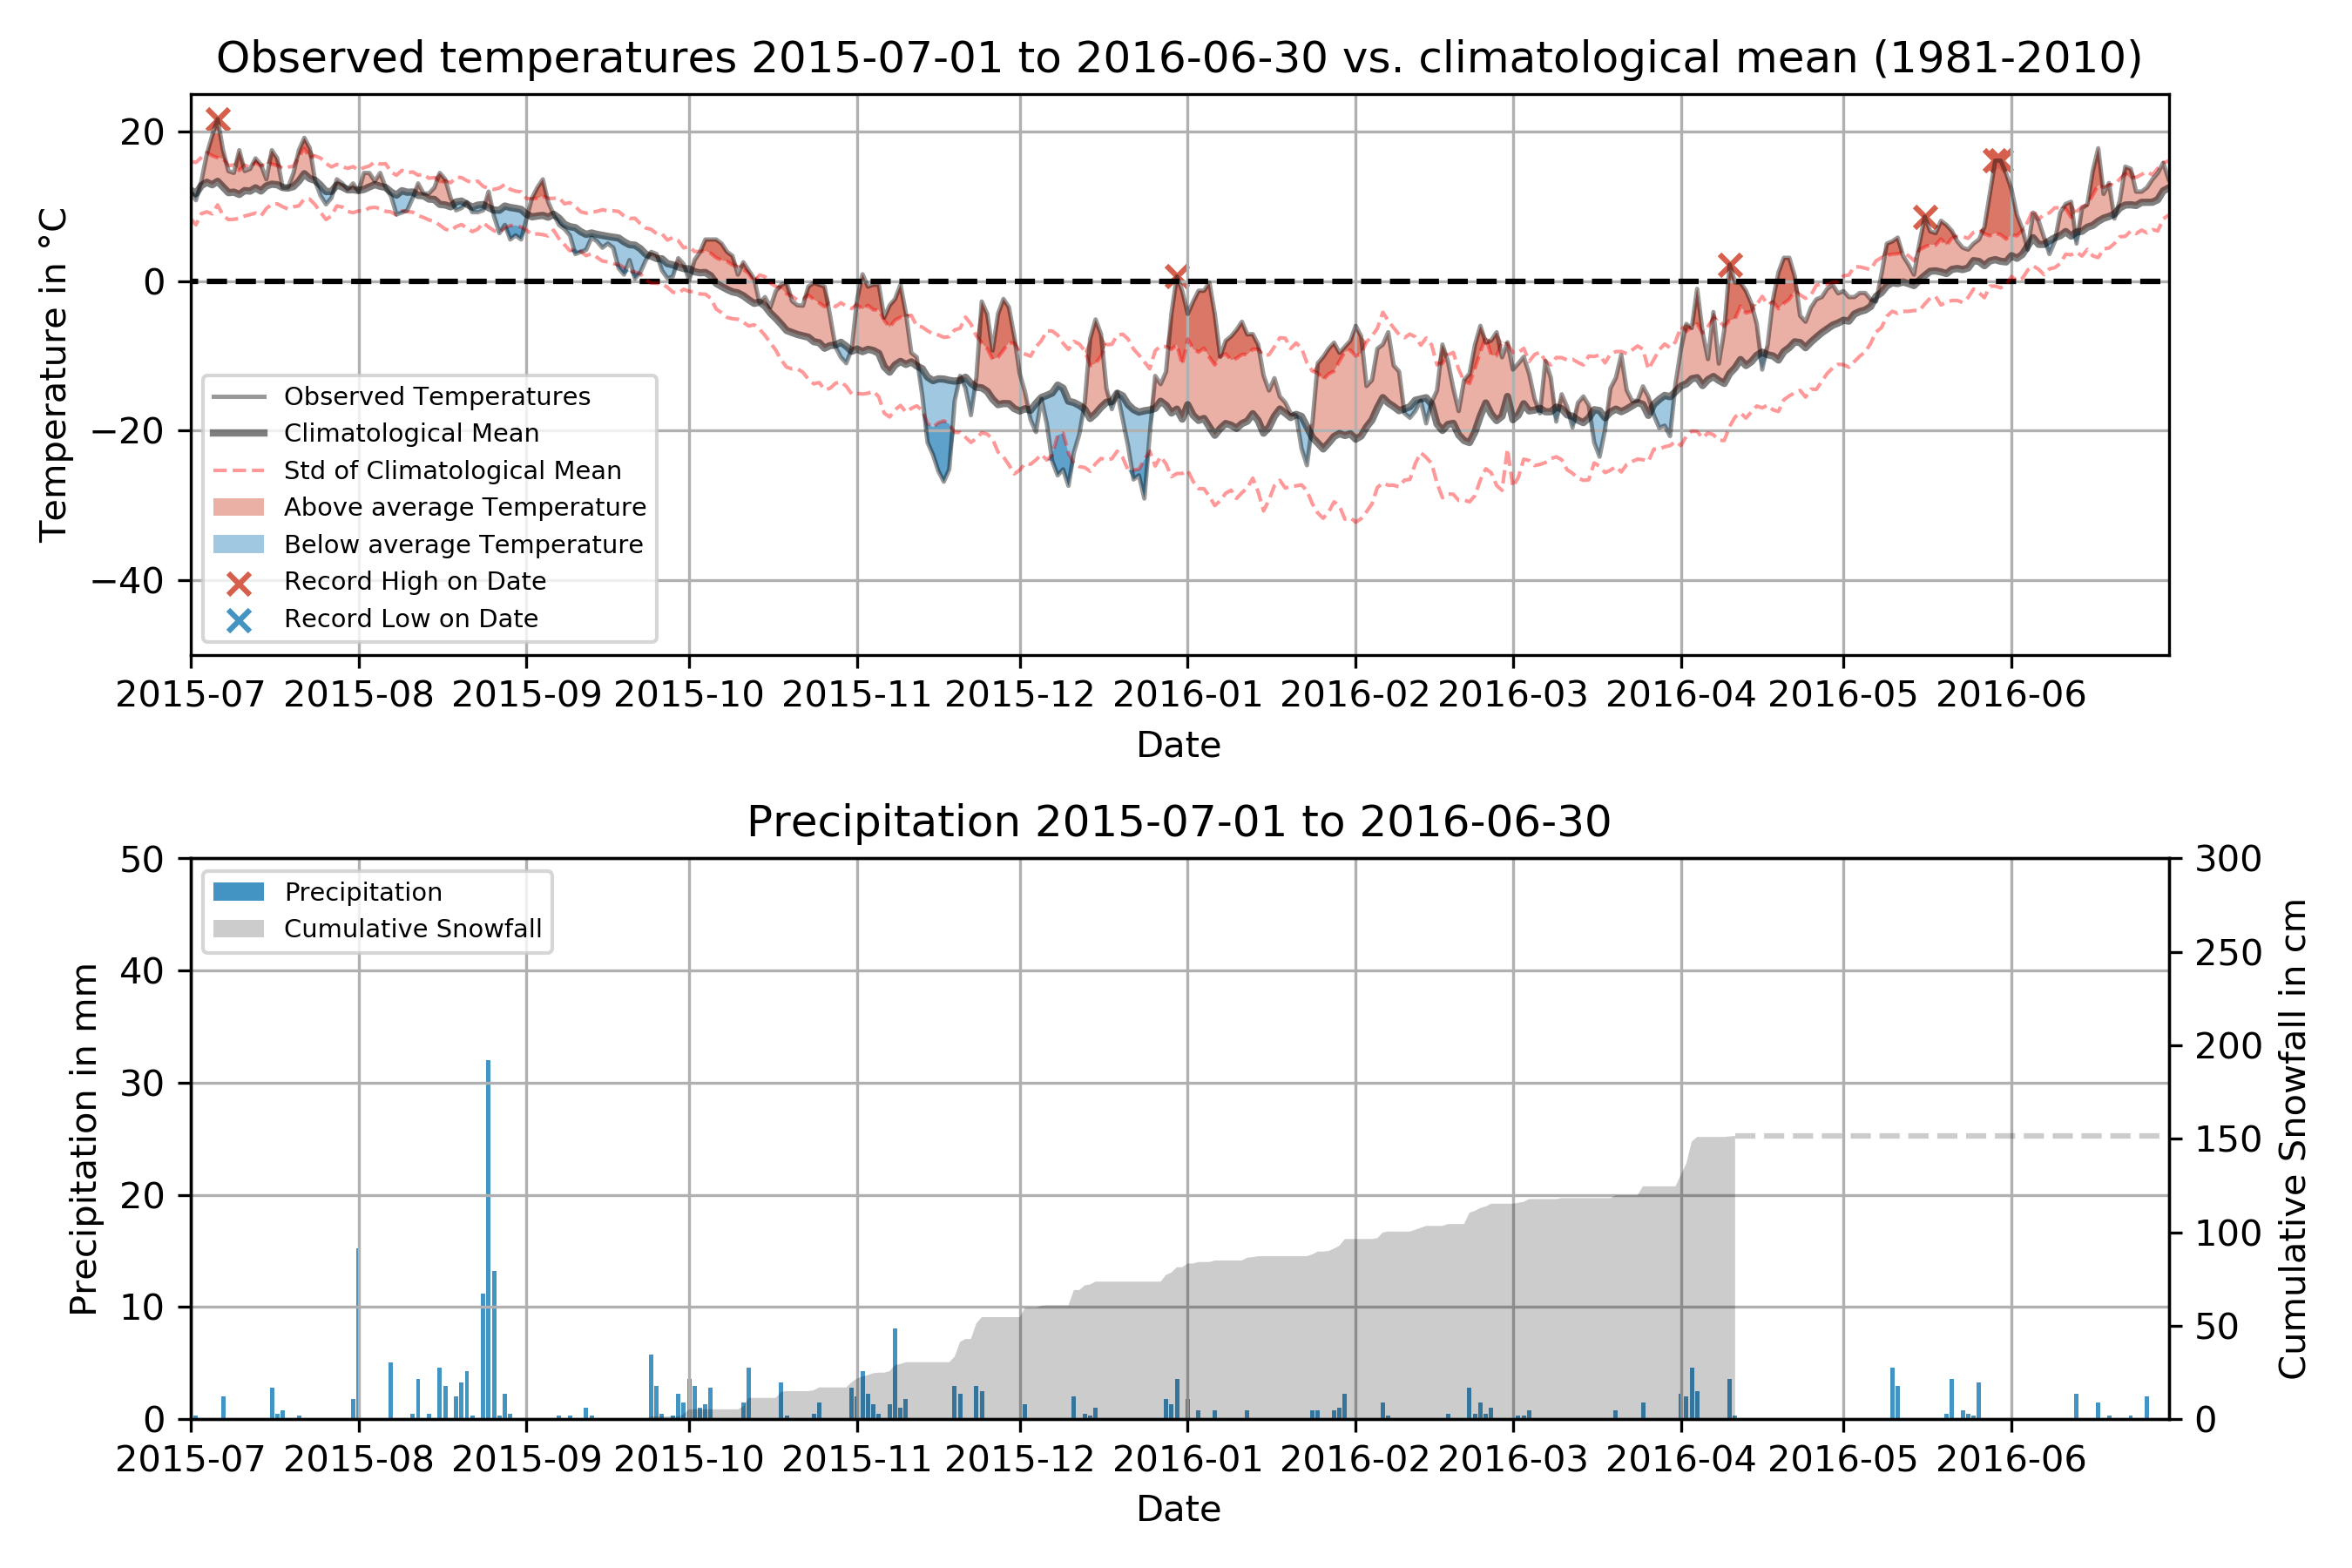 Observed temperatures 2015-07-01 to 2016-06-30 vs. climatological mean (1981-2010)
Temperature in °C
20
0
−20
−40
Observed Temperatures
Climatological Mean
Std of Climatological Mean
Above average Temperature
Below average Temperature
Record High on Date
Record Low on Date
2015-07 2015-08 2015-09 2015-10 2015-11 2015-12 2016-01 2016-02 2016-03 2016-04 2016-05 2016-06
Date
Precipitation 2015-07-01 to 2016-06-30
Precipitation in mm
50
40
30
20
10
0
Precipitation
Cumulative Snowfall
300
250
200
150
100
50
0
Cumulative Snowfall in cm
2015-07 2015-08 2015-09 2015-10 2015-11 2015-12 2016-01 2016-02 2016-03 2016-04 2016-05 2016-06
Date